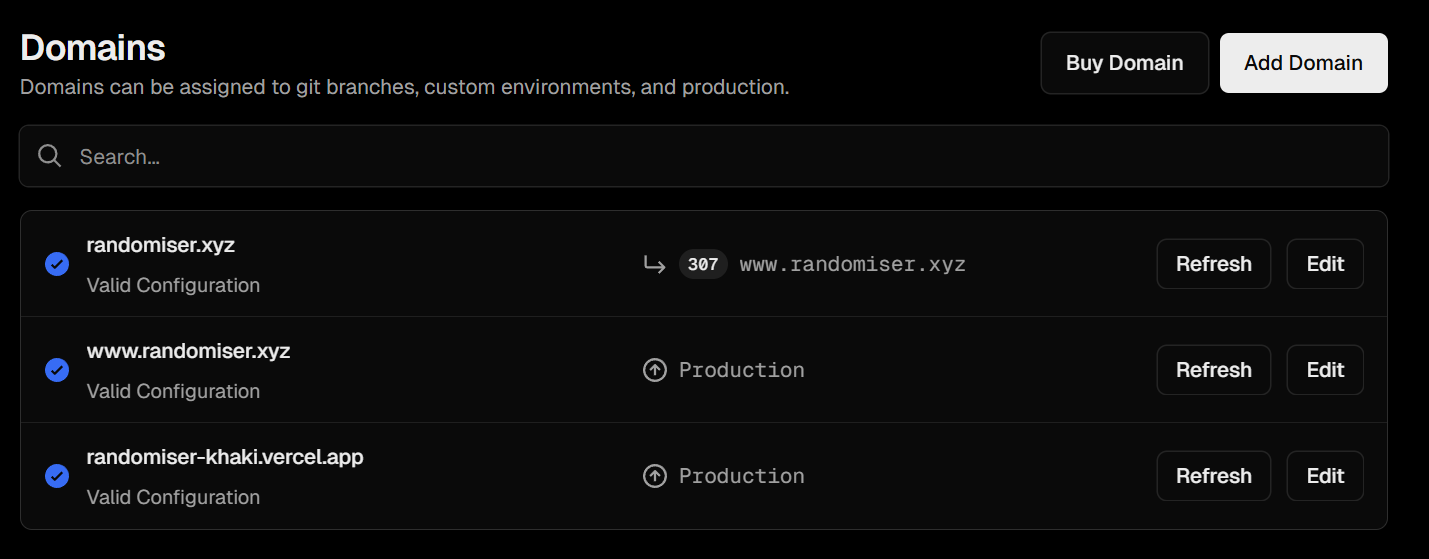 Domains
Domains can be assigned to git branches, custom environments, and production.
Buy Domain
Add Domain
Search...
randomiser.xyz
Valid Configuration
307 www.randomiser.xyz
Refresh
Edit
www.randomiser.xyz
Valid Configuration
Production
Refresh
Edit
randomiser-khaki.vercel.app
Valid Configuration
Production
Refresh
Edit